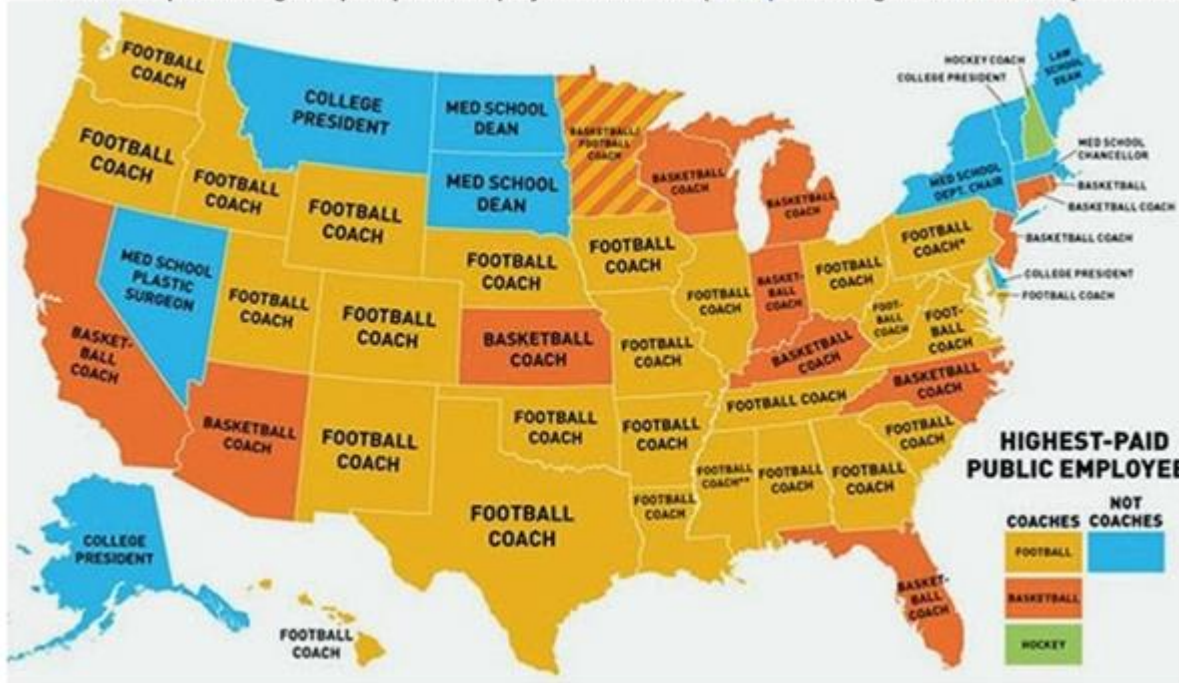 FOOTBALL
COACH
COLLEGE
PRESIDENT
MED SCHOOL
DEAN
BASKETBALL/
FOOTBALL
COACH
HOCKEY COACH
COLLEGE PRESIDENT
LAW
SCHOOL
DEAN
FOOTBALL
COACH
FOOTBALL
COACH
FOOTBALL
COACH
MED SCHOOL
DEAN
BASKETBALL
COACH
BASKETBALL
COACH
MED SCHOOL
DEPT. CHAIR
MED SCHOOL
CHANCELLOR
BASKETBALL
BASKETBALL COACH
BASKETBALL COACH
COLLEGE PRESIDENT
FOOTBALL COACH
MED SCHOOL
PLASTIC
SURGEON
FOOTBALL
COACH
FOOTBALL
COACH
FOOTBALL
COACH
FOOTBALL
COACH
FOOTBALL
COACH
BASKET-
BALL
COACH
FOOTBALL
COACH
FOOTBALL
COACH*
BASKET-
BALL
COACH
BASKETBALL
COACH
FOOTBALL
COACH
BASKETBALL
COACH
FOOT-
BALL
COACH
FOOT-
BALL
COACH
BASKETBALL
COACH
FOOTBALL
COACH
FOOTBALL
COACH
FOOTBALL
COACH
FOOTBALL COACH
BASKETBALL
COACH
FOOTBALL
COACH
FOOTBALL
COACH
FOOTBALL
COACH
FOOTBALL
COACH**
FOOTBALL
COACH
FOOTBALL
COACH
BASKET-
BALL
COACH
COLLEGE
PRESIDENT
FOOTBALL
COACH
HIGHEST-PAID
PUBLIC EMPLOYEE
COACHES
NOT
COACHES
FOOTBALL
BASKETBALL
HOCKEY